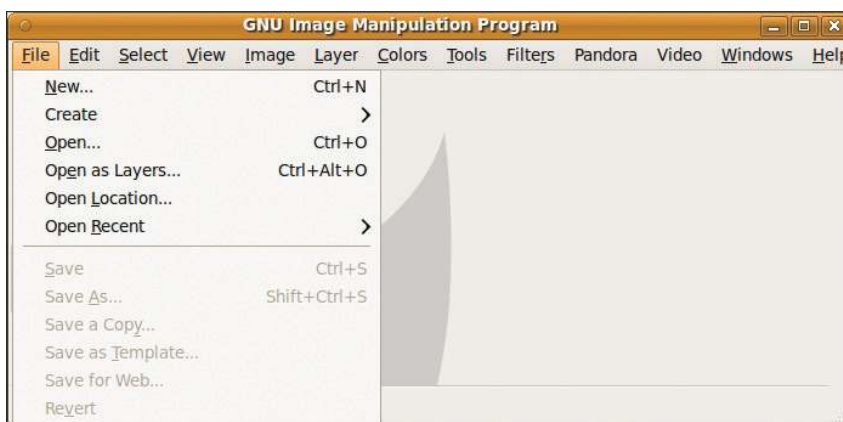 GNU Image Manipulation Program
File Edit Select View Image Layer Colors Tools Filters Pandora Video Windows Help
New... Ctrl+N
Create
Open... Ctrl+O
Open as Layers... Ctrl+Alt+O
Open Location...
Open Recent
Save Ctrl+S
Save As... Shift+Ctrl+S
Save a Copy...
Save as Template...
Save for Web...
Revert